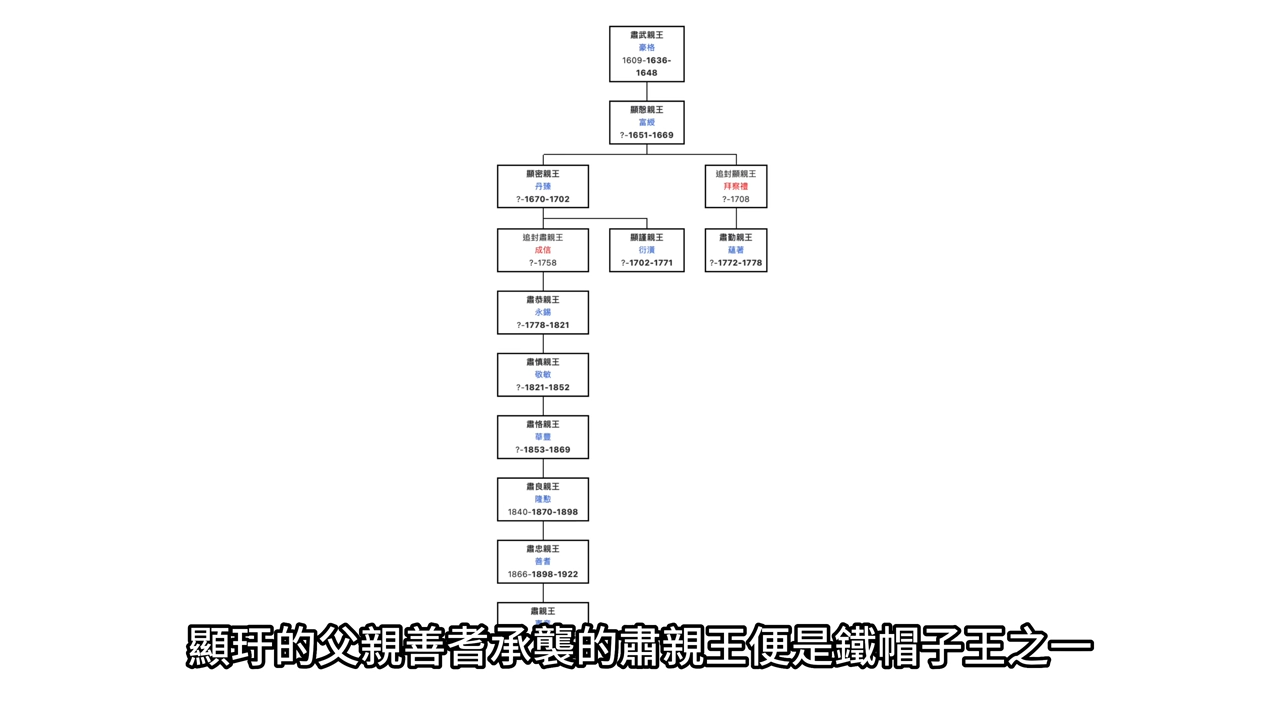 肅武親王
豪格
1609-1636-
1648
顯懿親王
富綬
?-1651-1669
顯密親王
丹臻
?-1670-1702
追封顯親王
拜察禮
?-1708
追封肅親王
成信
?-1758
顯謹親王
衍潢
?-1702-1771
肅勤親王
蘊著
?-1772-1778
肅恭親王
永錫
?-1778-1821
肅慎親王
敬敏
?-1821-1852
肅恪親王
華豐
?-1853-1869
肅良親王
隆懃
1840-1870-1898
肅忠親王
善耆
1866-1898-1922
肅親王
顯玗的父親善耆承襲的肅親王便是鐵帽子王之一